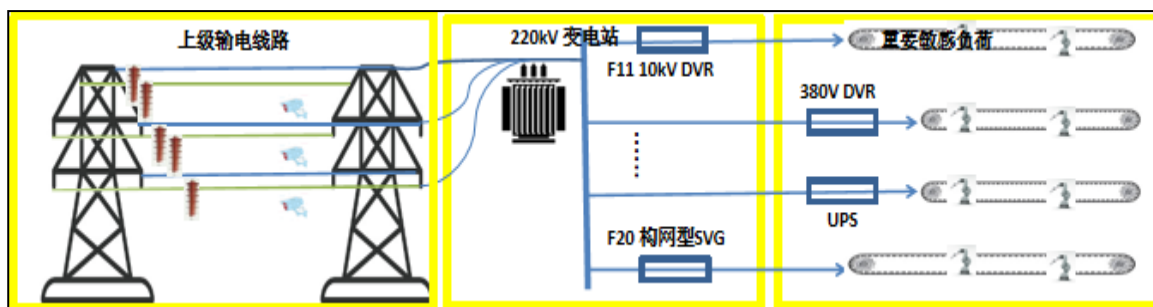 上级输电线路
220kV 变电站
F11 10kV DVR
重要敏感负荷
380V DVR
UPS
F20 构网型SVG